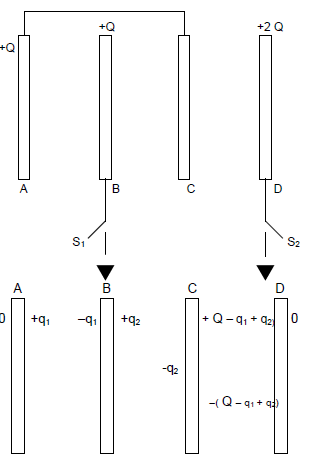 +Q +2 Q
+Q
A B C D
S1 S2
A B C D
0 +q1 –q1 +q2 + Q – q1 + q2) 0
-q2
–( Q – q1 + q2)